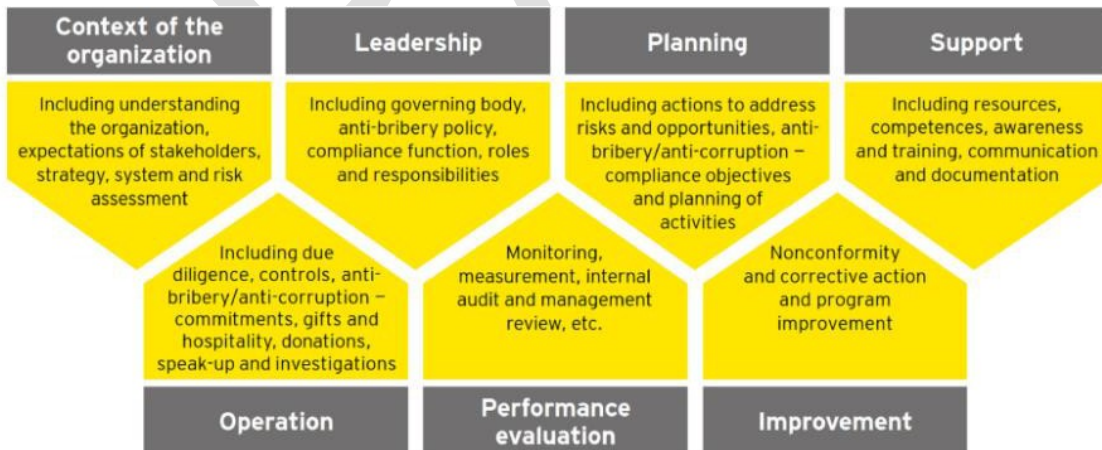 Context of the
organization
Including understanding
the organization,
expectations of stakeholders,
strategy, system and risk
assessment
Leadership
Including governing body,
anti-bribery policy,
compliance function, roles
and responsibilities
Planning
Including actions to address
risks and opportunities, anti-
bribery/anti-corruption –
compliance objectives
and planning of
activities
Support
Including resources,
competences, awareness
and training, communication
and documentation
Including due
diligence, controls, anti-
bribery/anti-corruption –
commitments, gifts and
hospitality, donations,
speak-up and investigations
Operation
Monitoring,
measurement, internal
audit and management
review, etc.
Performance
evaluation
Nonconformity
and corrective action
and program
improvement
Improvement